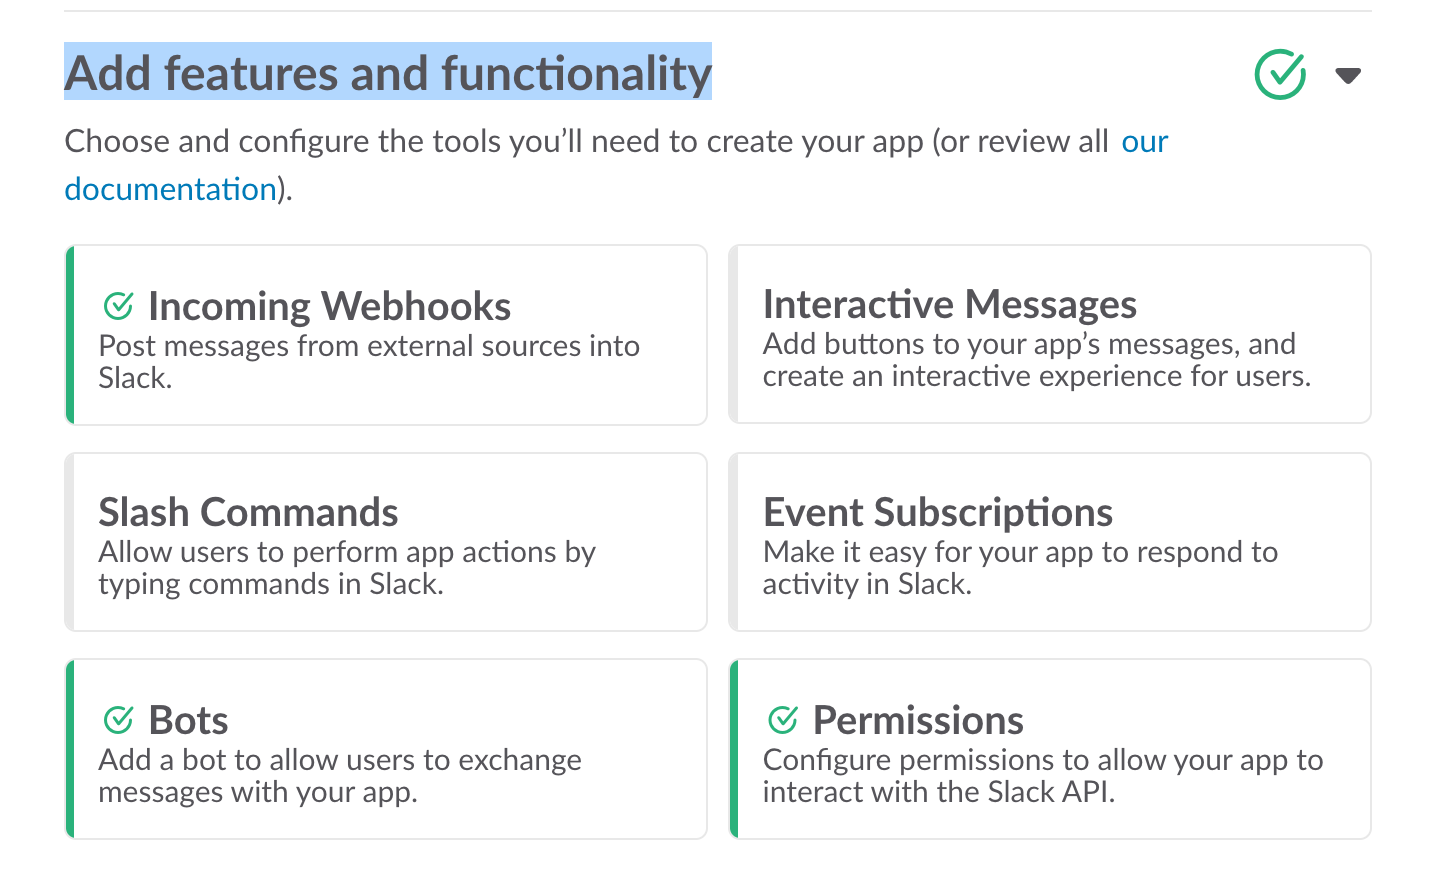 Add features and functionality
Choose and configure the tools you’ll need to create your app (or review all our
documentation).
Incoming Webhooks
Post messages from external sources into
Slack.
Interactive Messages
Add buttons to your app’s messages, and
create an interactive experience for users.
Slash Commands
Allow users to perform app actions by
typing commands in Slack.
Event Subscriptions
Make it easy for your app to respond to
activity in Slack.
Bots
Add a bot to allow users to exchange
messages with your app.
Permissions
Configure permissions to allow your app to
interact with the Slack API.